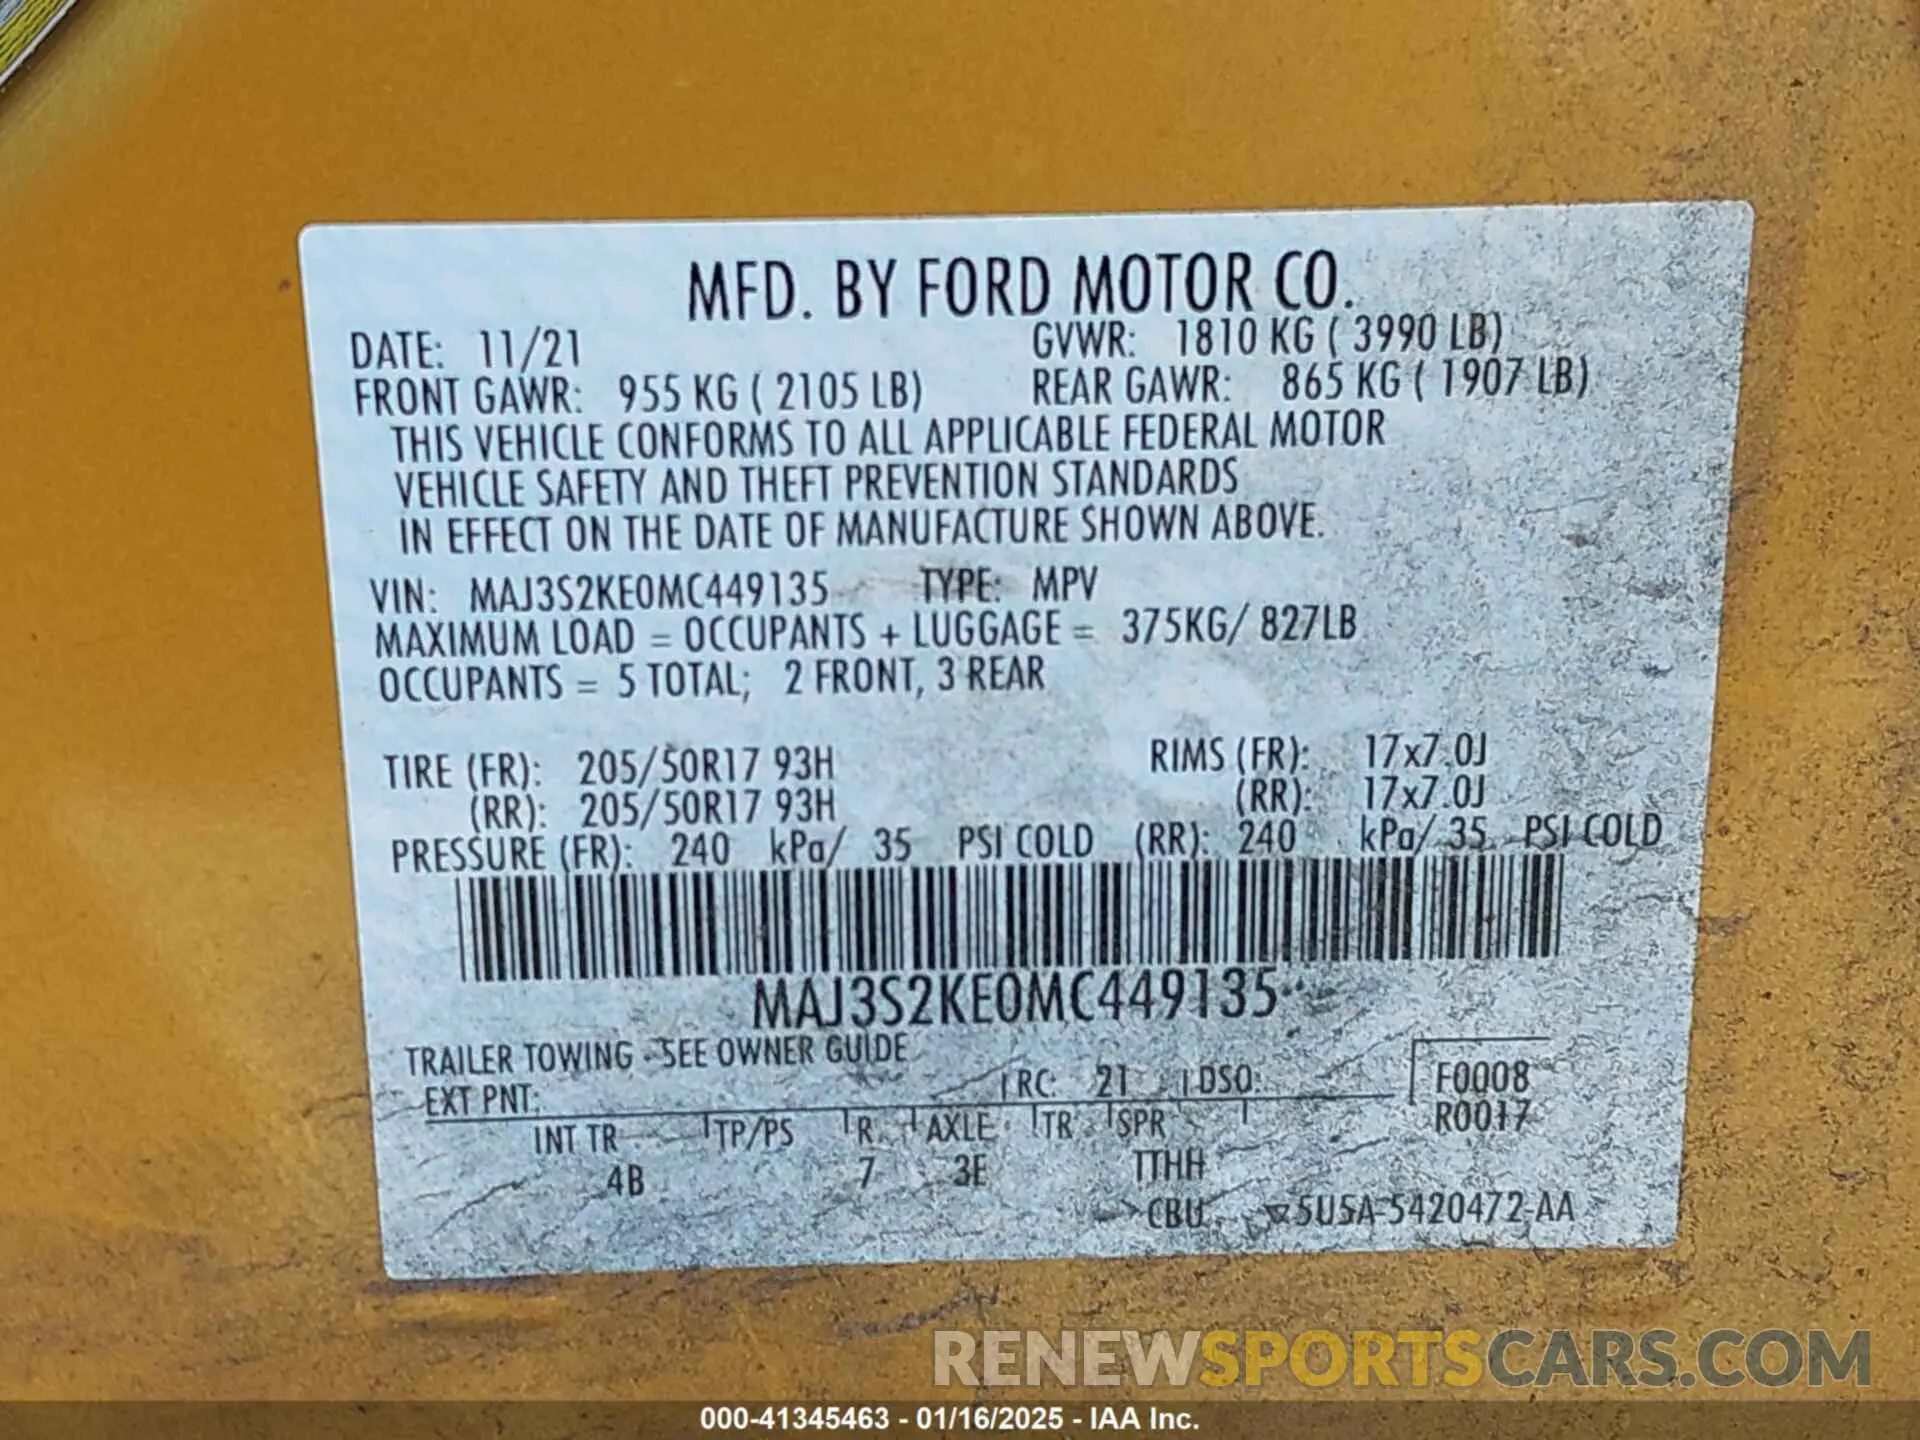 MFD. BY FORD MOTOR CO.
DATE: 11/21 GVWR: 1810 KG ( 3990 LB)
FRONT GAWR: 955 KG ( 2105 LB) REAR GAWR: 865 KG ( 1907 LB)
THIS VEHICLE CONFORMS TO ALL APPLICABLE FEDERAL MOTOR
VEHICLE SAFETY AND THEFT PREVENTION STANDARDS
IN EFFECT ON THE DATE OF MANUFACTURE SHOWN ABOVE.
VIN: MAJ3S2KE0MC449135 TYPE: MPV
MAXIMUM LOAD = OCCUPANTS + LUGGAGE = 375KG/ 827LB
OCCUPANTS = 5 TOTAL; 2 FRONT, 3 REAR
TIRE (FR): 205/50R17 93H RIMS (FR): 17x7.0J
(RR): 205/50R17 93H (RR): 17x7.0J
PRESSURE (FR): 240 kPa/ 35 PSI COLD (RR): 240 kPa/ 35 PSI COLD
MAJ3S2KE0MC449135
TRAILER TOWING - SEE OWNER GUIDE
EXT PNT: RC: 21 DSO: F0008
R0017
INT TR TP/PS R AXLE TR SPR
4B 7 3E TTHH
CBU 5U5A-5420472-AA
RENEWSPORTSCARS.COM
000-41345463 - 01/16/2025 - IAA Inc.